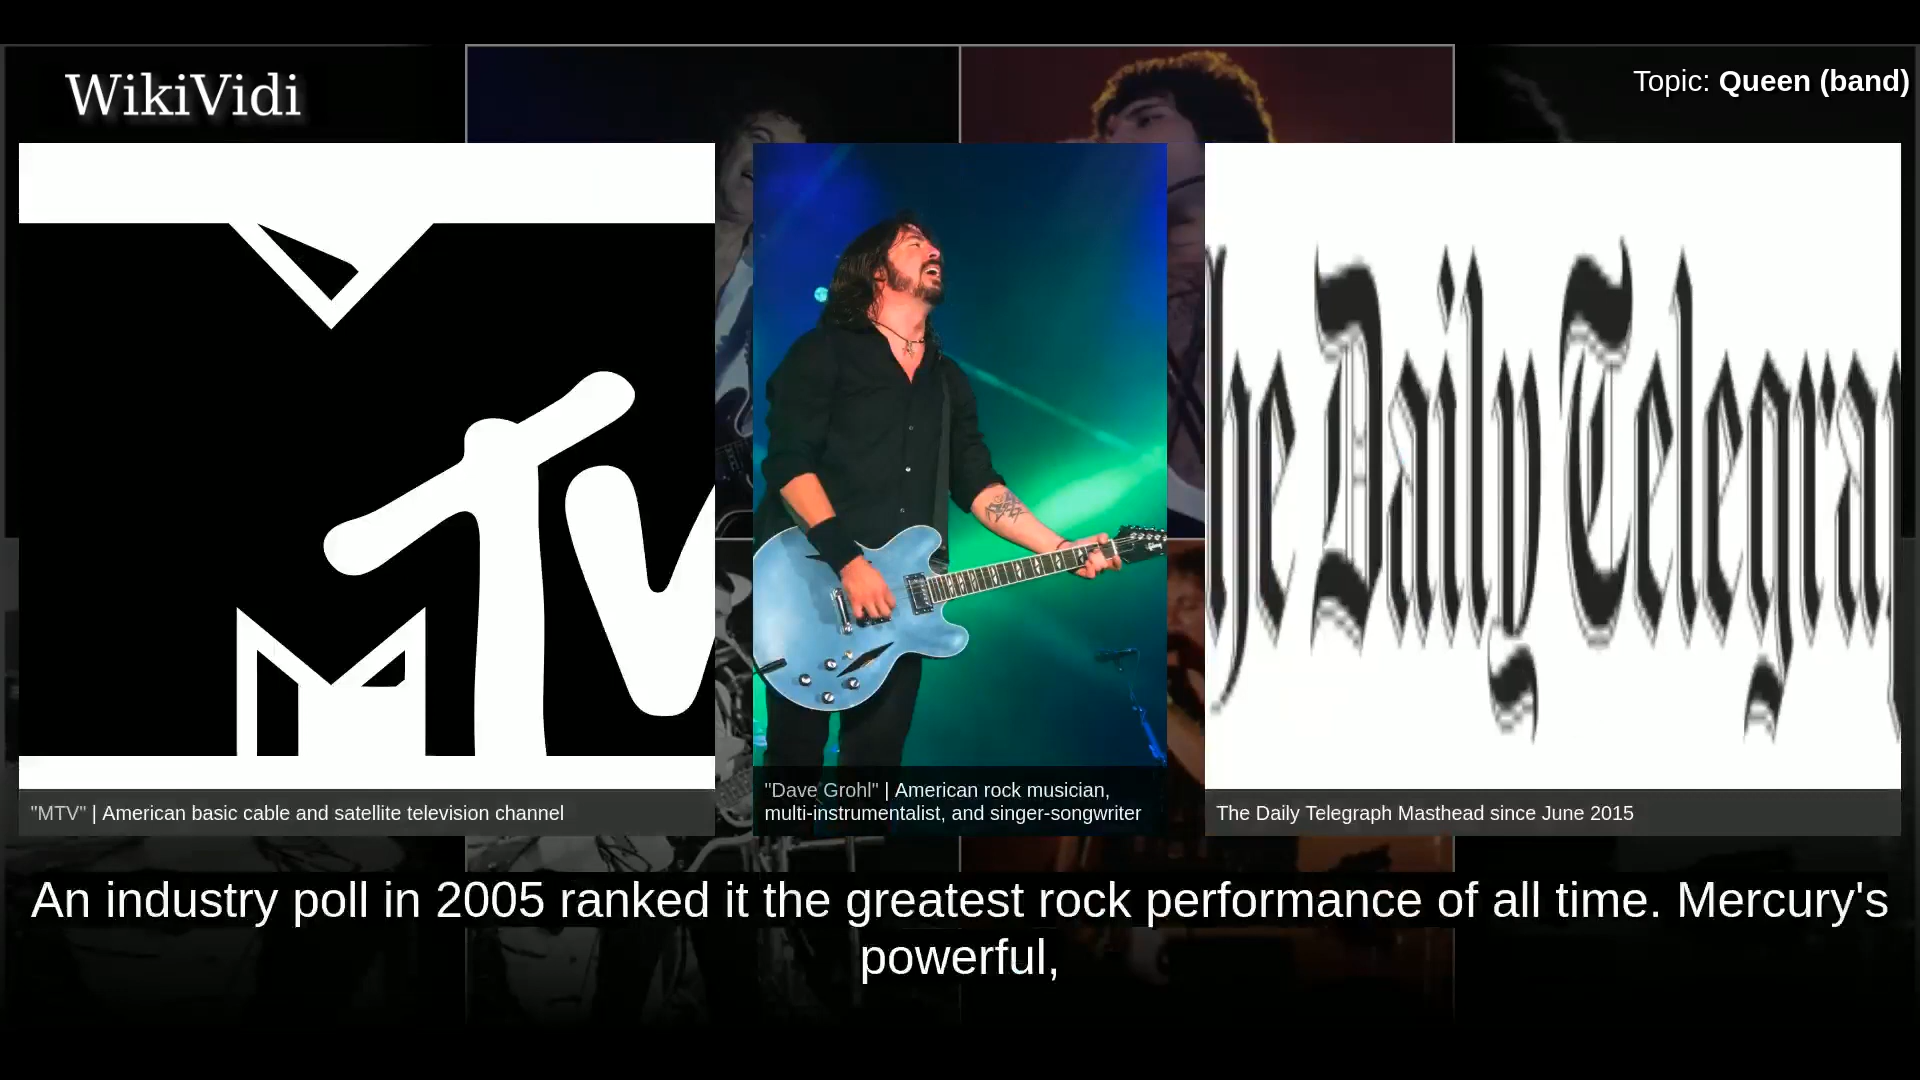 WikiVidi
Topic: Queen (band)
MTV
he Daily Telegrap
"MTV" | American basic cable and satellite television channel
"Dave Grohl" | American rock musician,
multi-instrumentalist, and singer-songwriter
The Daily Telegraph Masthead since June 2015
An industry poll in 2005 ranked it the greatest rock performance of all time. Mercury's
powerful,